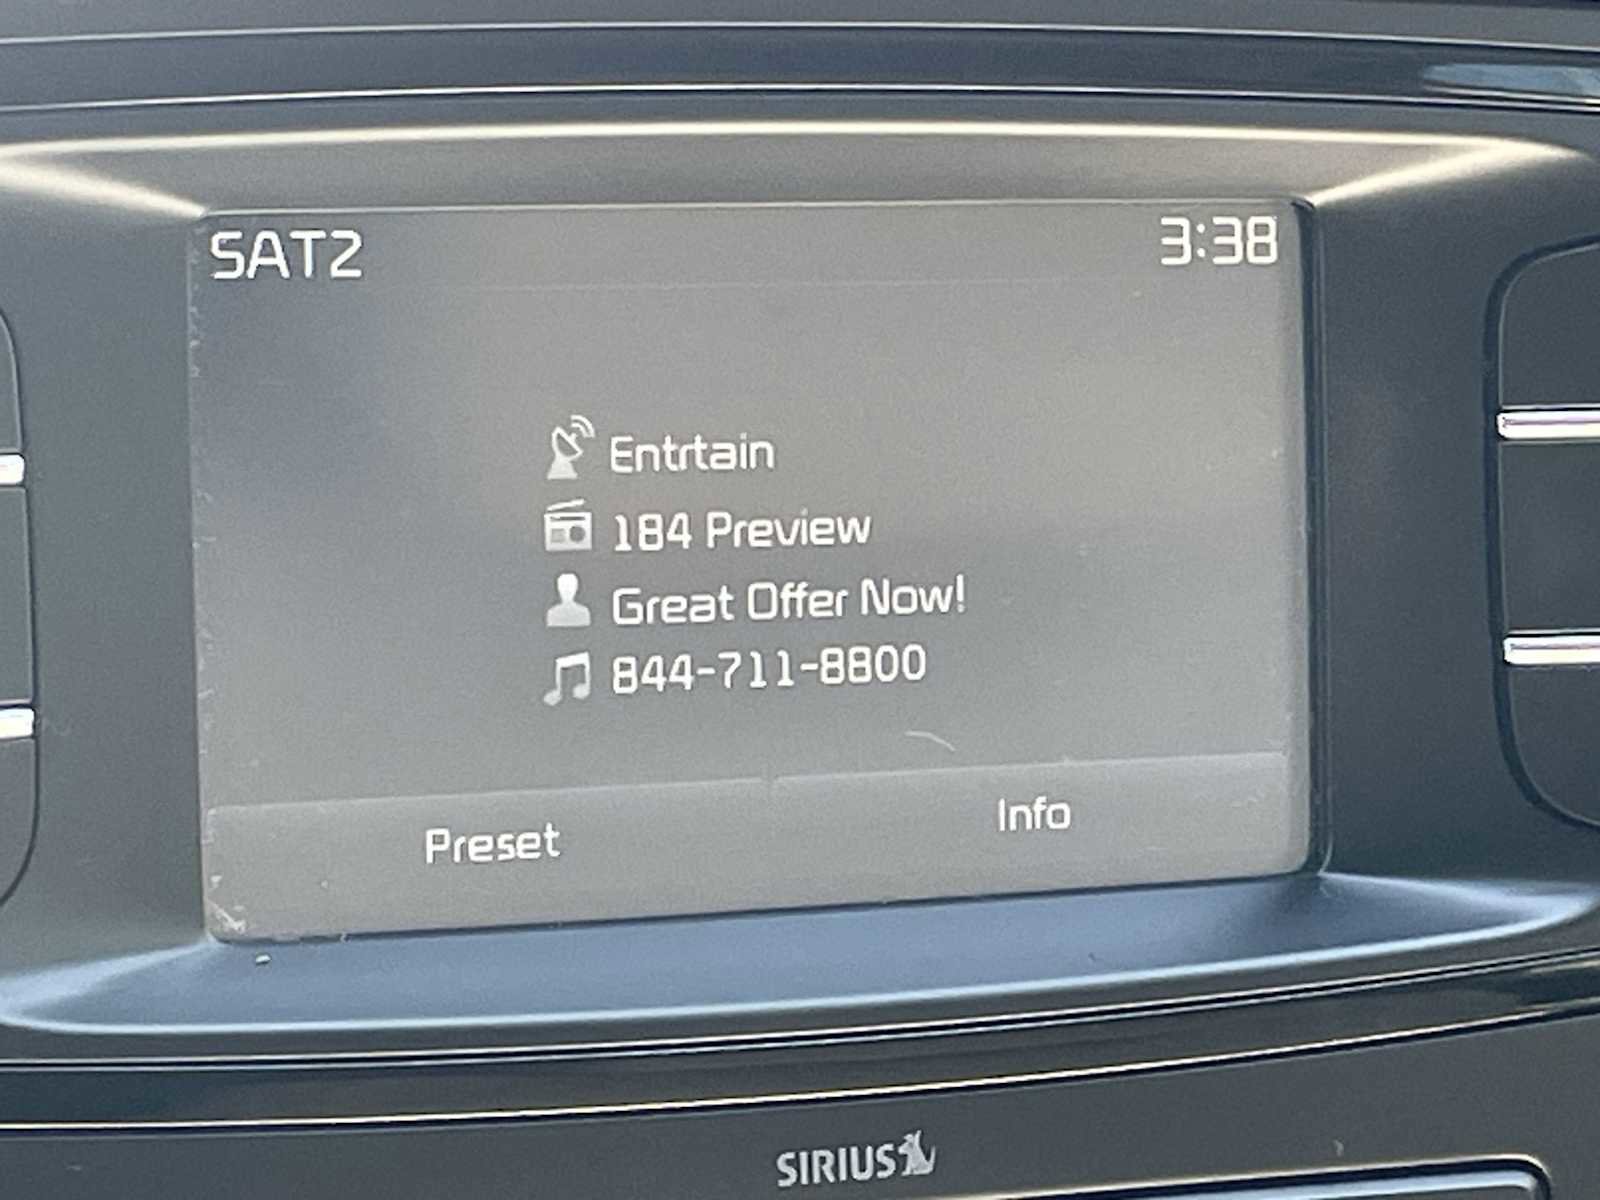 SAT2 3:38
Entrtain
184 Preview
Great Offer Now!
844-711-8800
Preset Info
SIRIUS